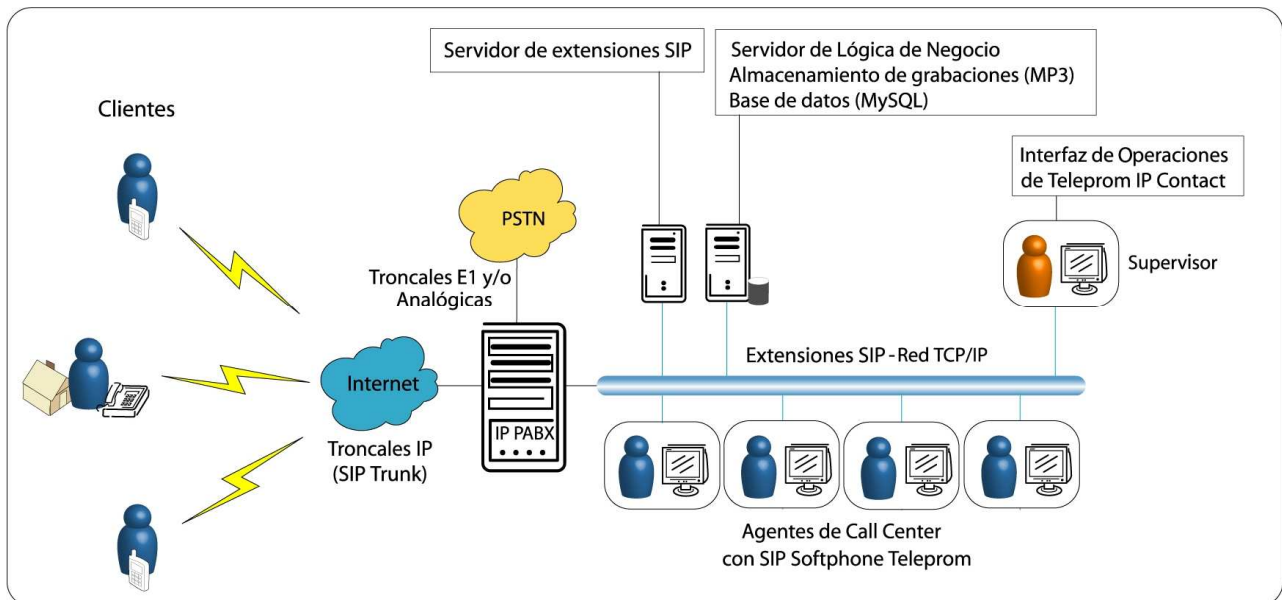 Servidor de extensiones SIP
Servidor de Lógica de Negocio
Almacenamiento de grabaciones (MP3)
Base de datos (MySQL)
Clientes
Interfaz de Operaciones
de Teleprom IP Contact
PSTN
Supervisor
Troncales E1 y/o
Analógicas
Extensiones SIP - Red TCP/IP
Internet
IP PABX
Troncales IP
(SIP Trunk)
Agentes de Call Center
con SIP Softphone Teleprom